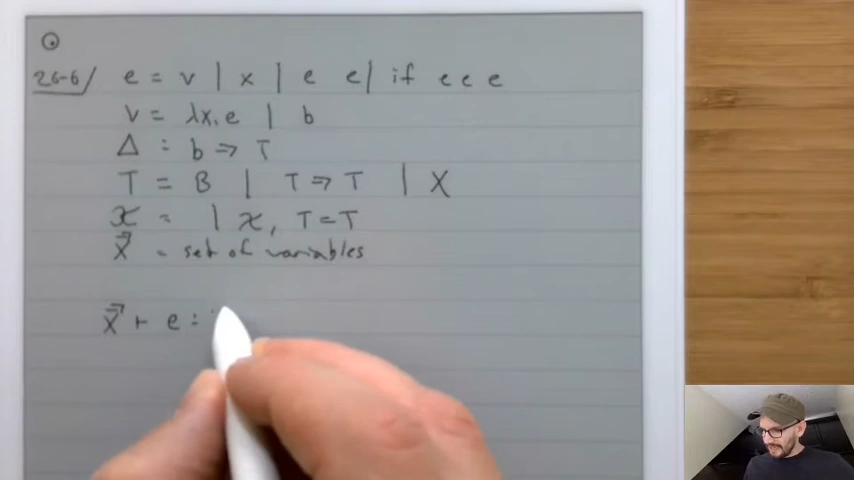 26-6/ e = v | x | e e | if e e e
v = λx.e | b
Δ : b ⇒ T
T = B | T ⇒ T | X
𝒳 = | 𝒳, T = T
X⃗ = set of variables
X⃗ ⊢ e :